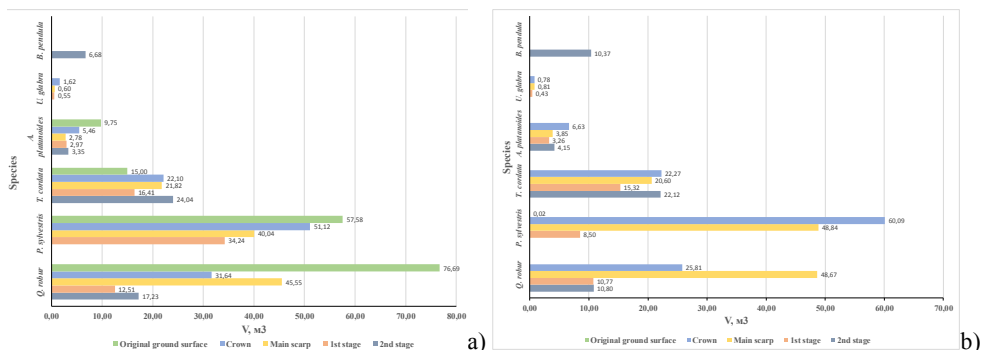 B. pendula
6,68
U. glabra
1,62
0,60
0,55
A.
platanoides
9,75
5,46
2,78
2,97
3,35
Species
T. cordata
15,00
22,10
21,82
16,41
24,04
P. sylvestris
57,58
51,12
40,04
34,24
Q. robur
76,69
31,64
45,55
12,51
17,23
0,00 10,00 20,00 30,00 40,00 50,00 60,00 70,00 80,00
V, м3
Original ground surface Crown Main scarp 1st stage 2nd stage
a)
B. pendula
10,37
U. glabra
0,78
0,81
0,43
A. platanoides
6,63
3,85
3,26
4,15
Species
T. cordata
22,27
20,60
15,32
22,12
P. sylvestris
0,02
60,09
48,84
8,50
Q. robur
25,81
48,67
10,77
10,80
0,00 10,00 20,00 30,00 40,00 50,00 60,00 70,00
V, м3
Original ground surface Crown Main scarp 1st stage 2nd stage
b)